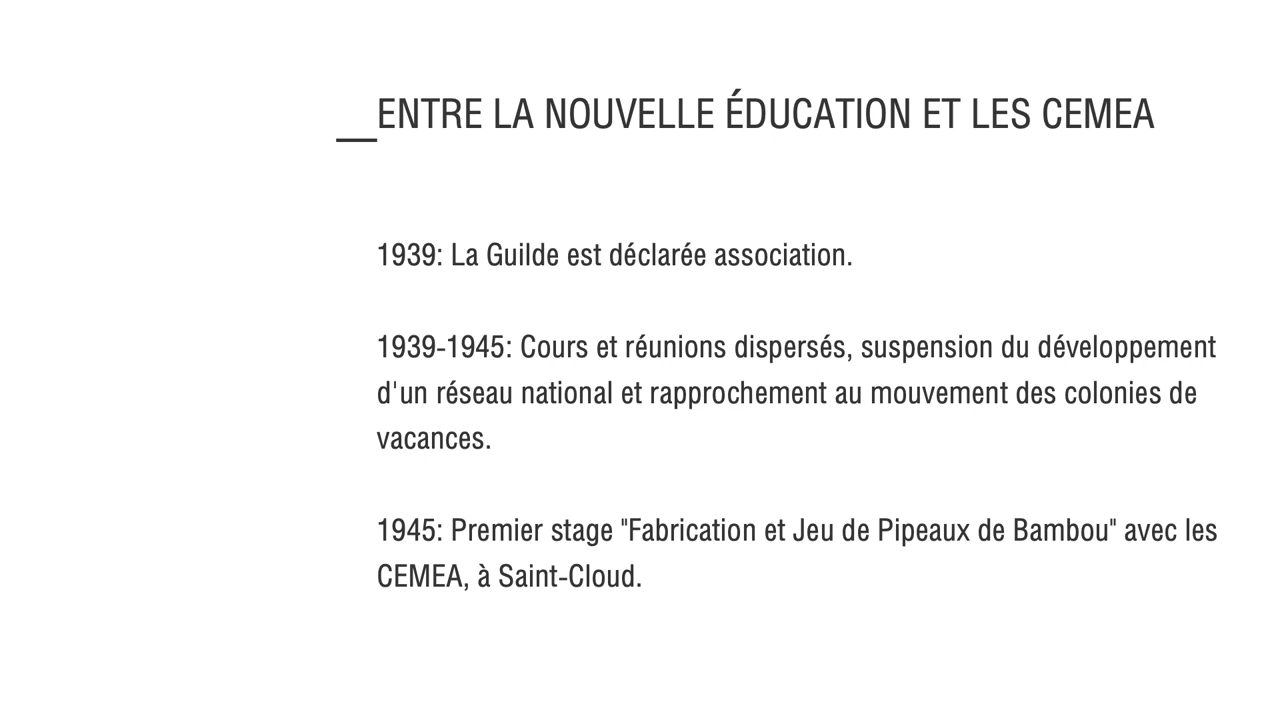 __ENTRE LA NOUVELLE ÉDUCATION ET LES CEMEA
1939: La Guilde est déclarée association.
1939-1945: Cours et réunions dispersés, suspension du développement
d'un réseau national et rapprochement au mouvement des colonies de
vacances.
1945: Premier stage "Fabrication et Jeu de Pipeaux de Bambou" avec les
CEMEA, à Saint-Cloud.